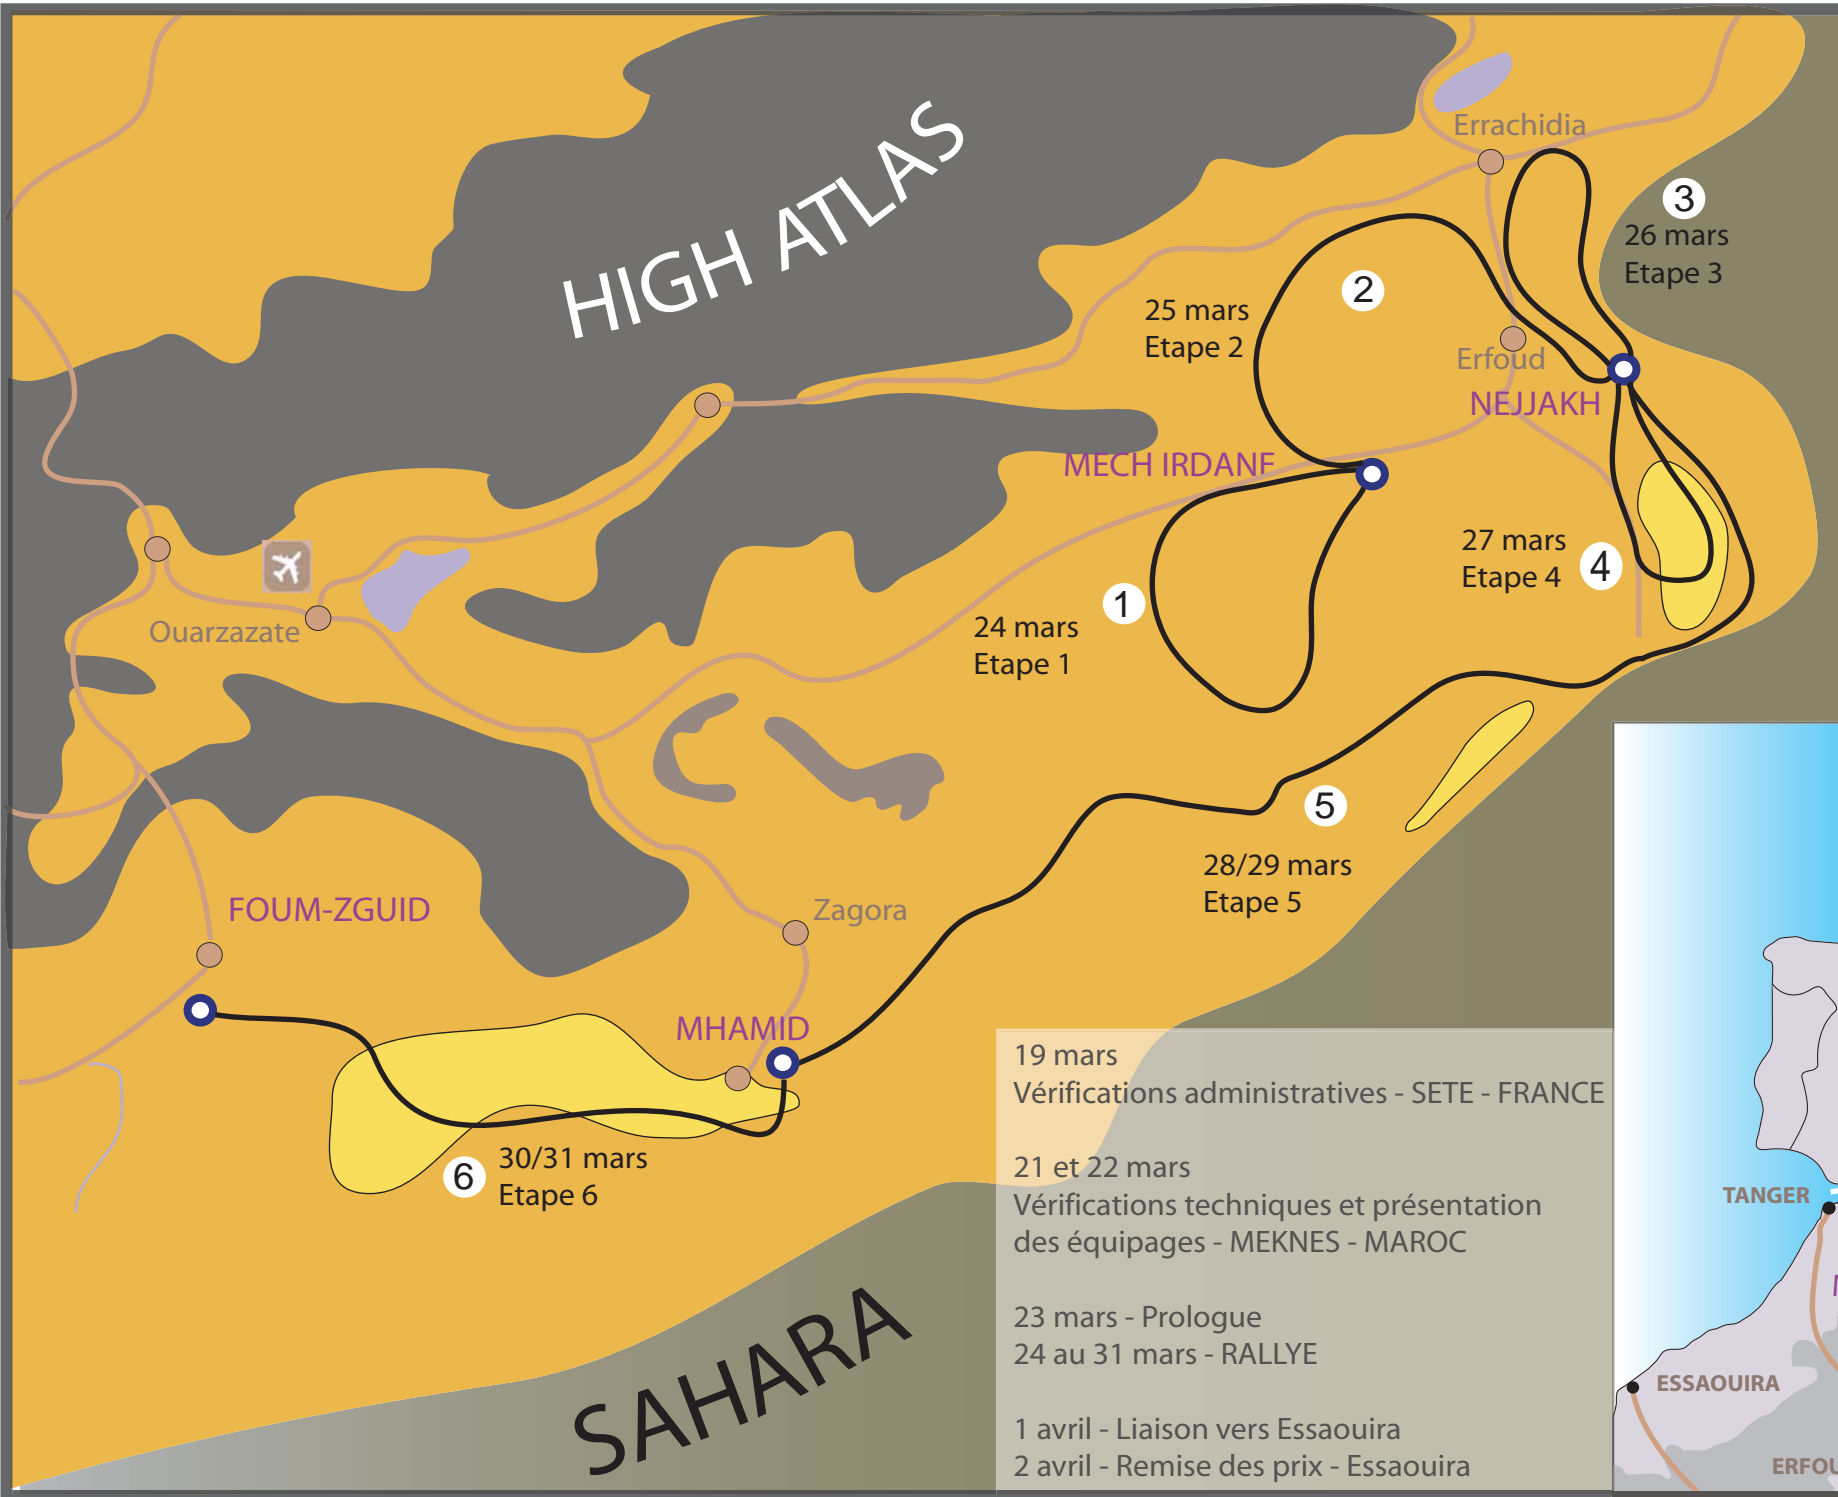 HIGH ATLAS
Errachidia
3
26 mars
Etape 3
2
25 mars
Etape 2
Erfoud
NEJJAKH
MECH IRDANE
27 mars
Etape 4
4
1
24 mars
Etape 1
Ouarzazate
5
28/29 mars
Etape 5
FOUM-ZGUID
Zagora
MHAMID
6
30/31 mars
Etape 6
SAHARA
19 mars
Vérifications administratives - SETE - FRANCE
21 et 22 mars
Vérifications techniques et présentation
des équipages - MEKNES - MAROC
23 mars - Prologue
24 au 31 mars - RALLYE
1 avril - Liaison vers Essaouira
2 avril - Remise des prix - Essaouira
TANGER
ESSAOUIRA
ERFOU